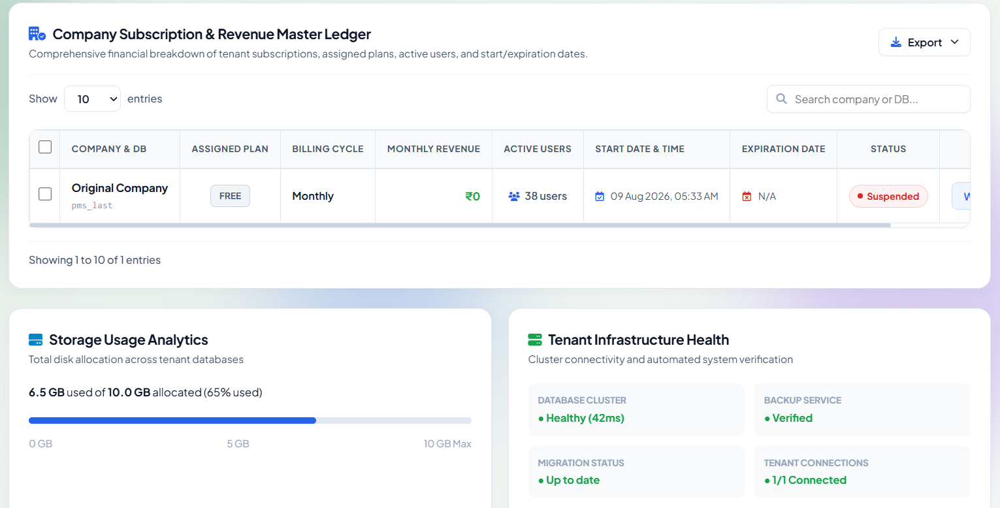 Company Subscription & Revenue Master Ledger
Comprehensive financial breakdown of tenant subscriptions, assigned plans, active users, and start/expiration dates.
Export
Show 10 entries
Search company or DB...
COMPANY & DB ASSIGNED PLAN BILLING CYCLE MONTHLY REVENUE ACTIVE USERS START DATE & TIME EXPIRATION DATE STATUS
Original Company FREE Monthly ₹0 38 users 09 Aug 2026, 05:33 AM N/A Suspended
pms_last
Showing 1 to 10 of 1 entries
Storage Usage Analytics
Total disk allocation across tenant databases
6.5 GB used of 10.0 GB allocated (65% used)
0 GB 5 GB 10 GB Max
Tenant Infrastructure Health
Cluster connectivity and automated system verification
DATABASE CLUSTER
• Healthy (42ms)
BACKUP SERVICE
• Verified
MIGRATION STATUS
• Up to date
TENANT CONNECTIONS
• 1/1 Connected